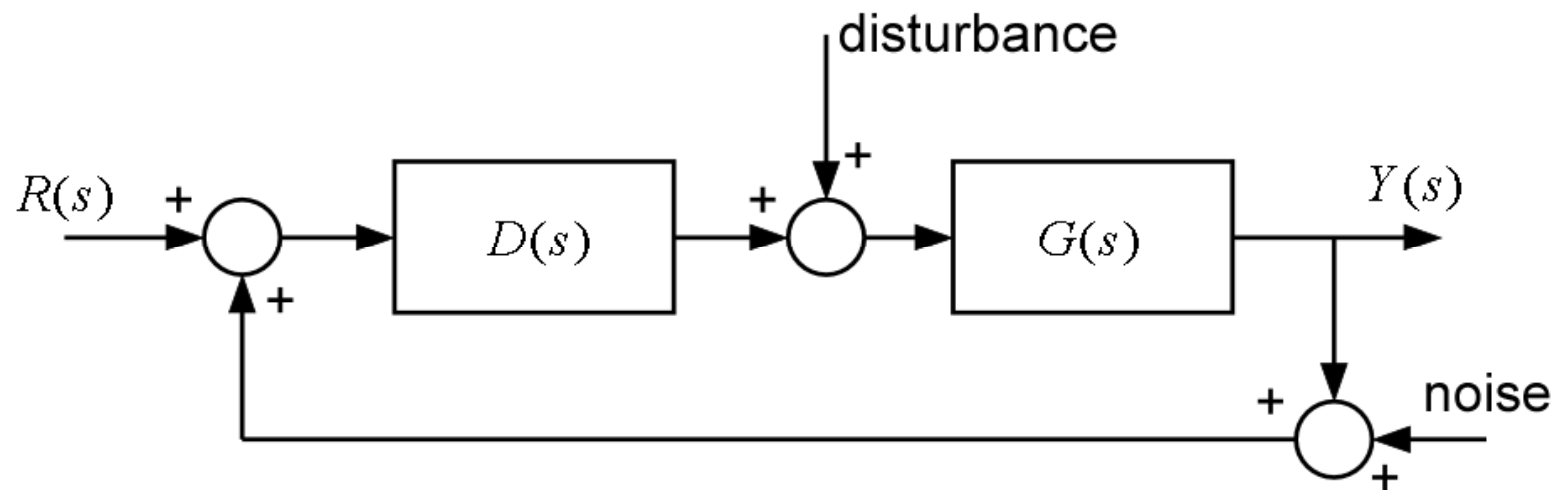 disturbance
+
R(s)
+
D(s)
+
G(s)
Y(s)
+
+
noise
+